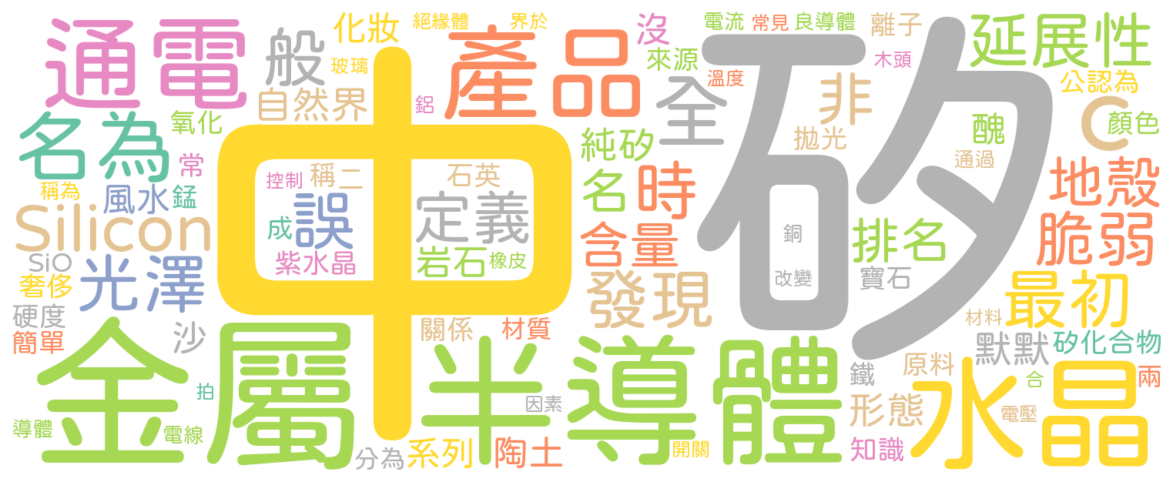 絕緣體
界於
電流
常見
良導體
離子
延展性
通電
化妝
般
玻璃
產品
沒
來源
木頭
溫度
公認為
鋁
全
非
C
顏色
自然界
氧化
名為
矽
醜
拋光
純矽
通過
常
中
控制
稱二
石英
名
時
地殼
稱為
風水
錳
誤
定義
脆弱
Silicon
成
岩石
橡皮
含量
銅
排名
SiO
紫水晶
光澤
奢侈
發現
改變
寶石
最初
硬度
材料
簡單
沙
關係
材質
默默
矽化合物
金屬
半導體
水晶
原料
鐵
合
兩
拍
因素
形態
電壓
導體
電線
分為
系列
陶土
開關
知識